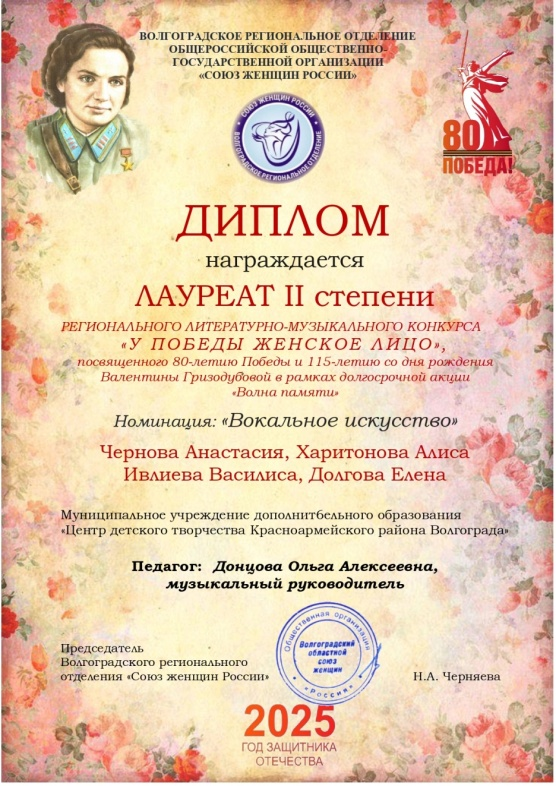 ВОЛГОГРАДСКОЕ РЕГИОНАЛЬНОЕ ОТДЕЛЕНИЕ
ОБЩЕРОССИЙСКОЙ ОБЩЕСТВЕННО-
ГОСУДАРСТВЕННОЙ ОРГАНИЗАЦИИ
«СОЮЗ ЖЕНЩИН РОССИИ»
СОЮЗ ЖЕНЩИН РОССИИ
ВОЛГОГРАДСКОЕ РЕГИОНАЛЬНОЕ ОТДЕЛЕНИЕ
80
ПОБЕДА!
ДИПЛОМ
награждается
ЛАУРЕАТ II степени
РЕГИОНАЛЬНОГО ЛИТЕРАТУРНО-МУЗЫКАЛЬНОГО КОНКУРСА
«У ПОБЕДЫ ЖЕНСКОЕ ЛИЦО»,
посвященного 80-летию Победы и 115-летию со дня рождения
Валентины Гризодубовой в рамках долгосрочной акции
«Волна памяти»
Номинация: «Вокальное искусство»
Чернова Анастасия, Харитонова Алиса
Ивлиева Василиса, Долгова Елена
Муниципальное учреждение дополнитбельного образования
«Центр детского творчества Красноармейского района Волгограда»
Педагог: Донцова Ольга Алексеевна,
музыкальный руководитель
Общественная организация
Волгоградский
областной
союз
женщин
«Россия»
Председатель
Волгоградского регионального
отделения «Союз женщин России»
Н.А. Черняева
2025
ГОД ЗАЩИТНИКА
ОТЕЧЕСТВА